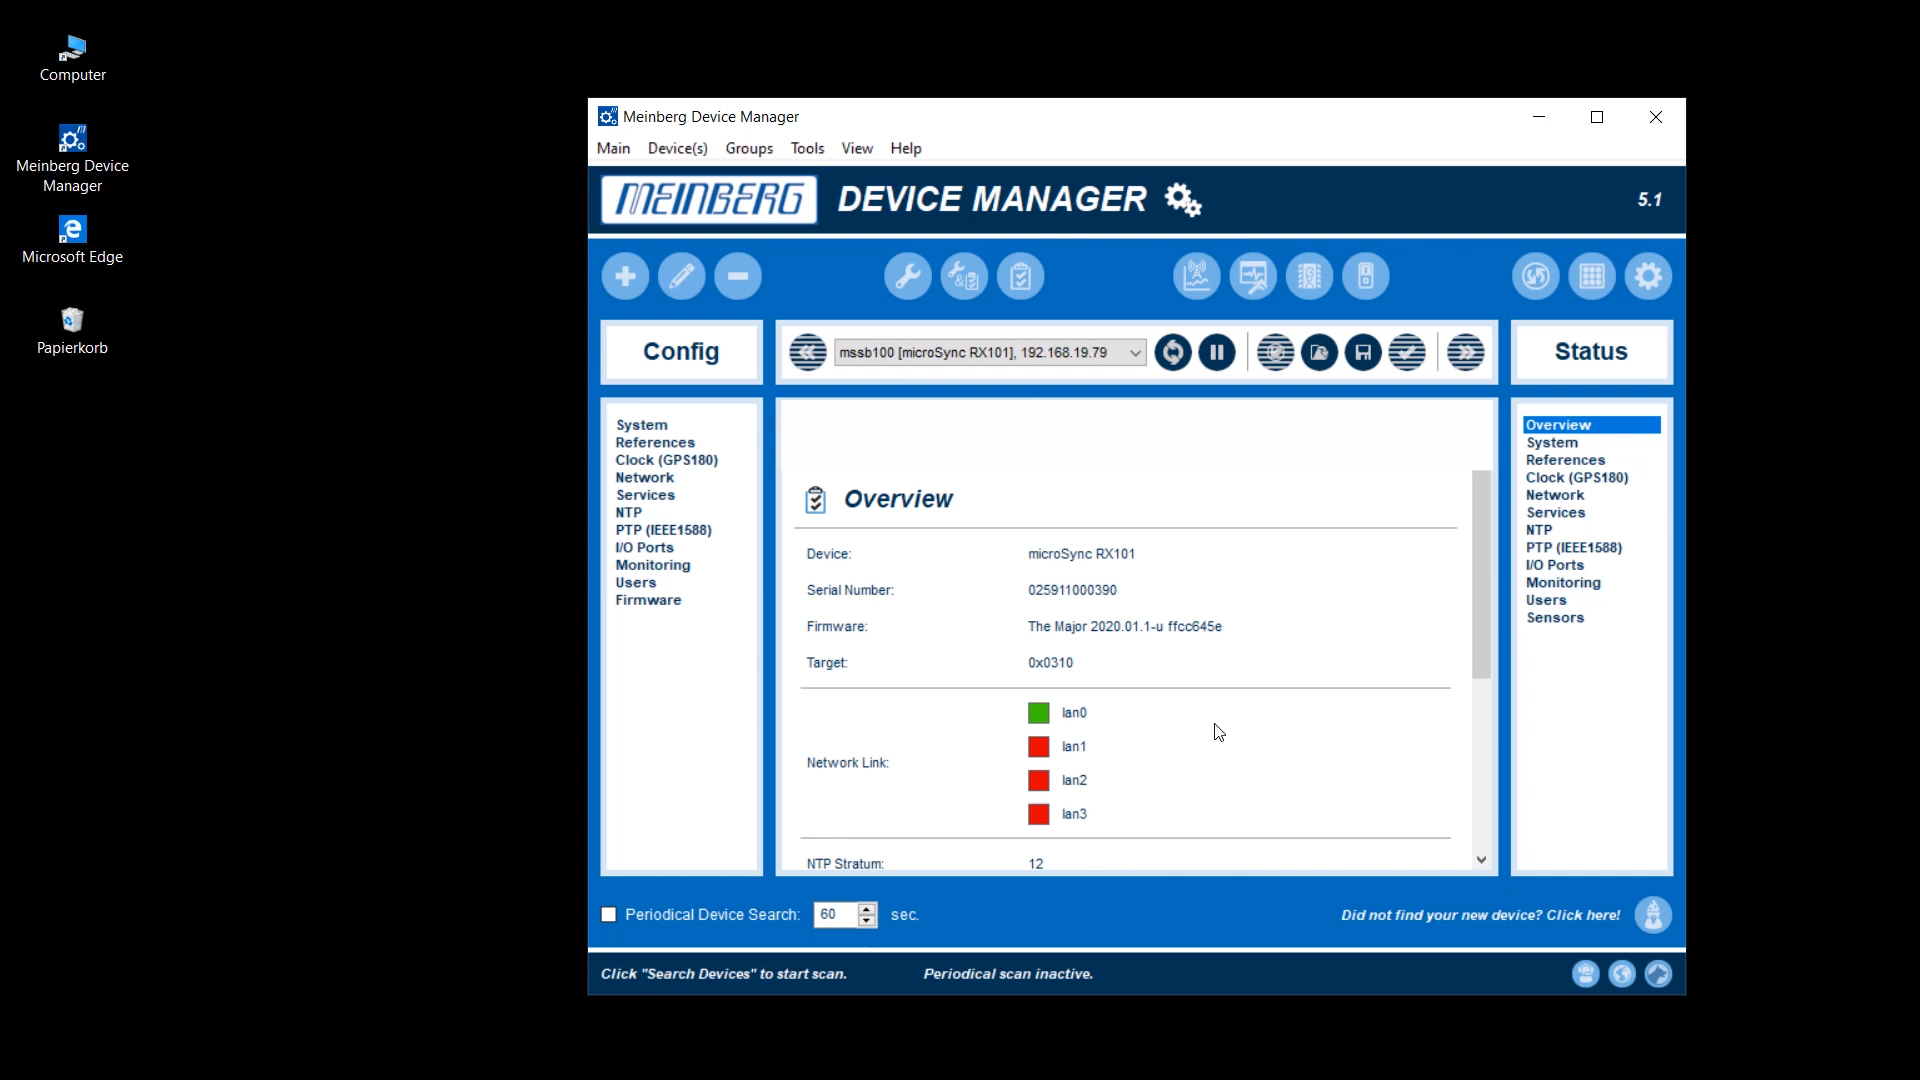 Computer
Meinberg Device
Manager
Microsoft Edge
Papierkorb
Meinberg Device Manager
Main Device(s) Groups Tools View Help
MEINBERG DEVICE MANAGER 5.1
Config
mssb100 [microSync RX101], 192.168.19.79
Status
System
References
Clock (GPS180)
Network
Services
NTP
PTP (IEEE1588)
I/O Ports
Monitoring
Users
Firmware
Overview
Device: microSync RX101
Serial Number: 025911000390
Firmware: The Major 2020.01.1-u ffcc645e
Target: 0x0310
Network Link:
lan0
lan1
lan2
lan3
NTP Stratum: 12
Overview
System
References
Clock (GPS180)
Network
Services
NTP
PTP (IEEE1588)
I/O Ports
Monitoring
Users
Sensors
Periodical Device Search: 60 sec.
Did not find your new device? Click here!
Click "Search Devices" to start scan. Periodical scan inactive.